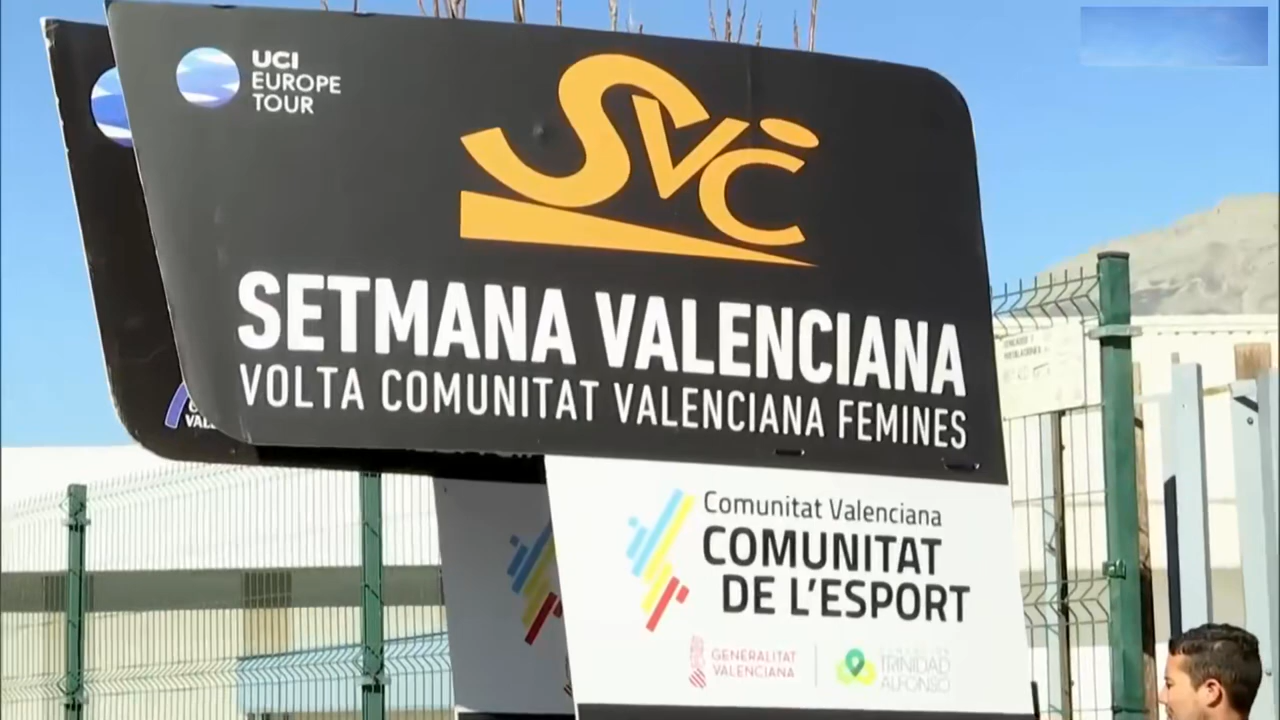 UCI
EUROPE
TOUR
SVC
SETMANA VALENCIANA
VOLTA COMUNITAT VALENCIANA FEMINES
Comunitat Valenciana
COMUNITAT
DE L'ESPORT
GENERALITAT
VALENCIANA
TRINIDAD
ALFONSO